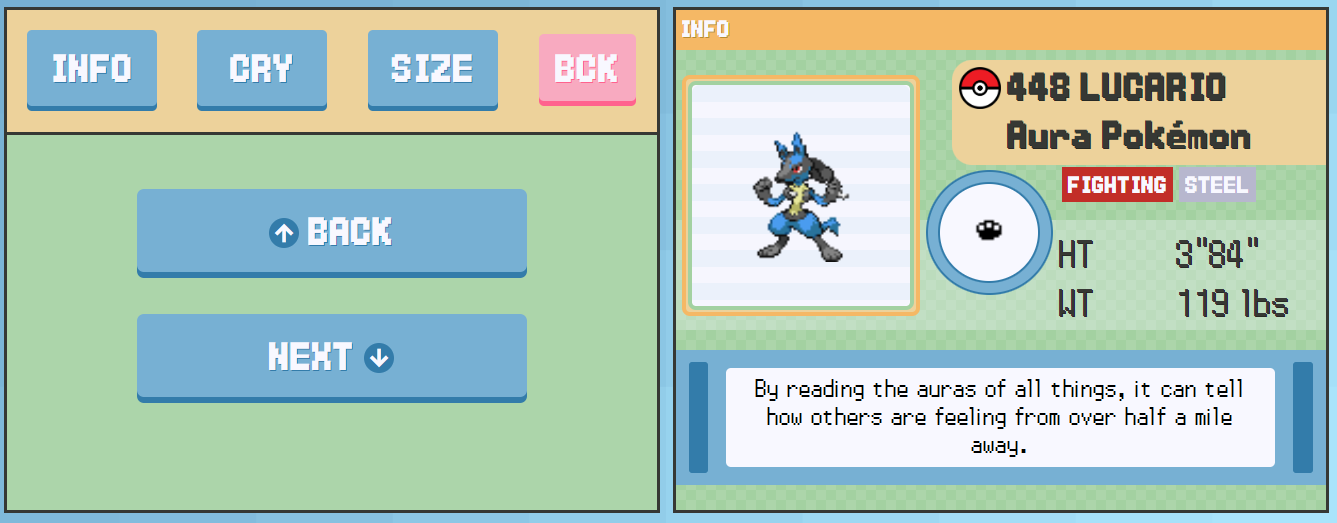 INFO CRY SIZE BCK
BACK
NEXT
INFO
448 LUCARIO
Aura Pokémon
FIGHTING STEEL
HT 3"84"
WT 119 lbs
By reading the auras of all things, it can tell
how others are feeling from over half a mile
away.